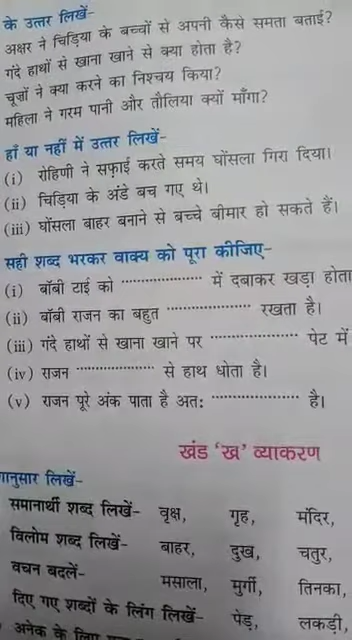 के उत्तर लिखें-
अक्षर ने चिड़िया के बच्चों से अपनी कैसे समता बताई?
गंदे हाथों से खाना खाने से क्या होता है?
चूज़ों ने क्या करने का निश्चय किया?
महिला ने गरम पानी और तौलिया क्यों माँगा?
हाँ या नहीं में उत्तर लिखें-
(i) रोहिणी ने सफ़ाई करते समय घोंसला गिरा दिया।
(ii) चिड़िया के अंडे बच गए थे।
(iii) घोंसला बाहर बनाने से बच्चे बीमार हो सकते हैं।
सही शब्द भरकर वाक्य को पूरा कीजिए-
(i) बॉबी टाई को ................... में दबाकर खड़ा होता
(ii) बॉबी राजन का बहुत ................... रखता है।
(iii) गंदे हाथों से खाना खाने पर ................... पेट में
(iv) राजन ................... से हाथ धोता है।
(v) राजन पूरे अंक पाता है अतः ................... है।
खंड ‘ख’ व्याकरण
गानुसार लिखें-
समानार्थी शब्द लिखें- वृक्ष, गृह, मंदिर,
विलोम शब्द लिखें- बाहर, दुख, चतुर,
वचन बदलें- मसाला, मुर्गी, तिनका,
दिए गए शब्दों के लिंग लिखें- पेड़, लकड़ी,
अनेक के लिए